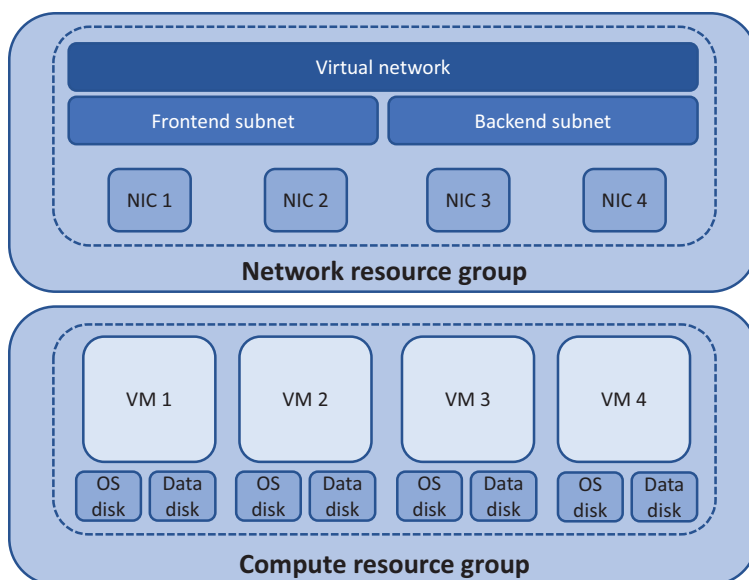 Virtual network
Frontend subnet Backend subnet
NIC 1 NIC 2 NIC 3 NIC 4
Network resource group
VM 1 VM 2 VM 3 VM 4
OS Data OS Data OS Data OS Data
disk disk disk disk disk disk disk disk
Compute resource group